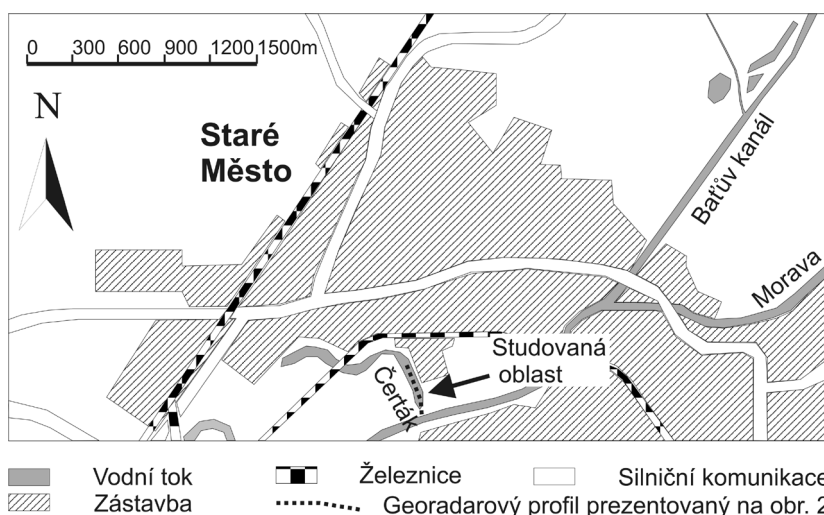 0 300 600 900 1200 1500m
N
Staré
Město
Baťův kanál
Morava
Studovaná
oblast
Čerták
Vodní tok
Železnice
Silniční komunikace
Zástavba
Georadarový profil prezentovaný na obr. 2